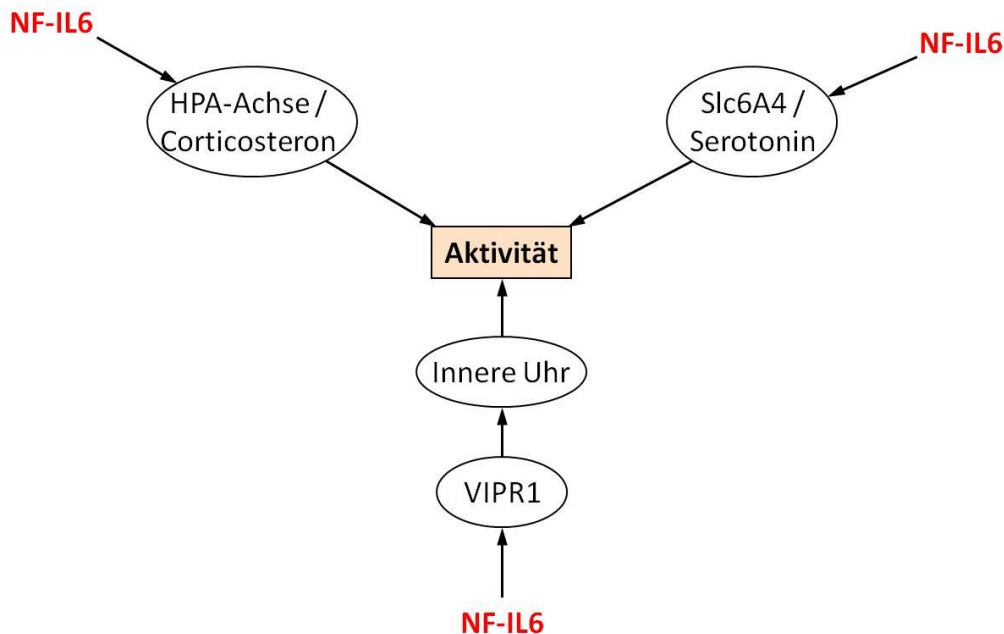 NF-IL6
NF-IL6
HPA-Achse /
Corticosteron
Slc6A4 /
Serotonin
Aktivität
Innere Uhr
VIPR1
NF-IL6